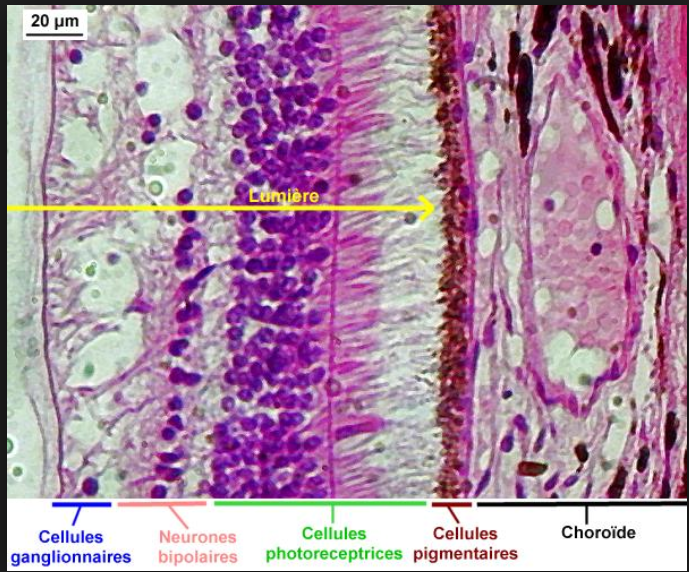 20 µm
Lumière
Cellules
ganglionnaires
Neurones
bipolaires
Cellules
photoreceptrices
Cellules
pigmentaires
Choroïde